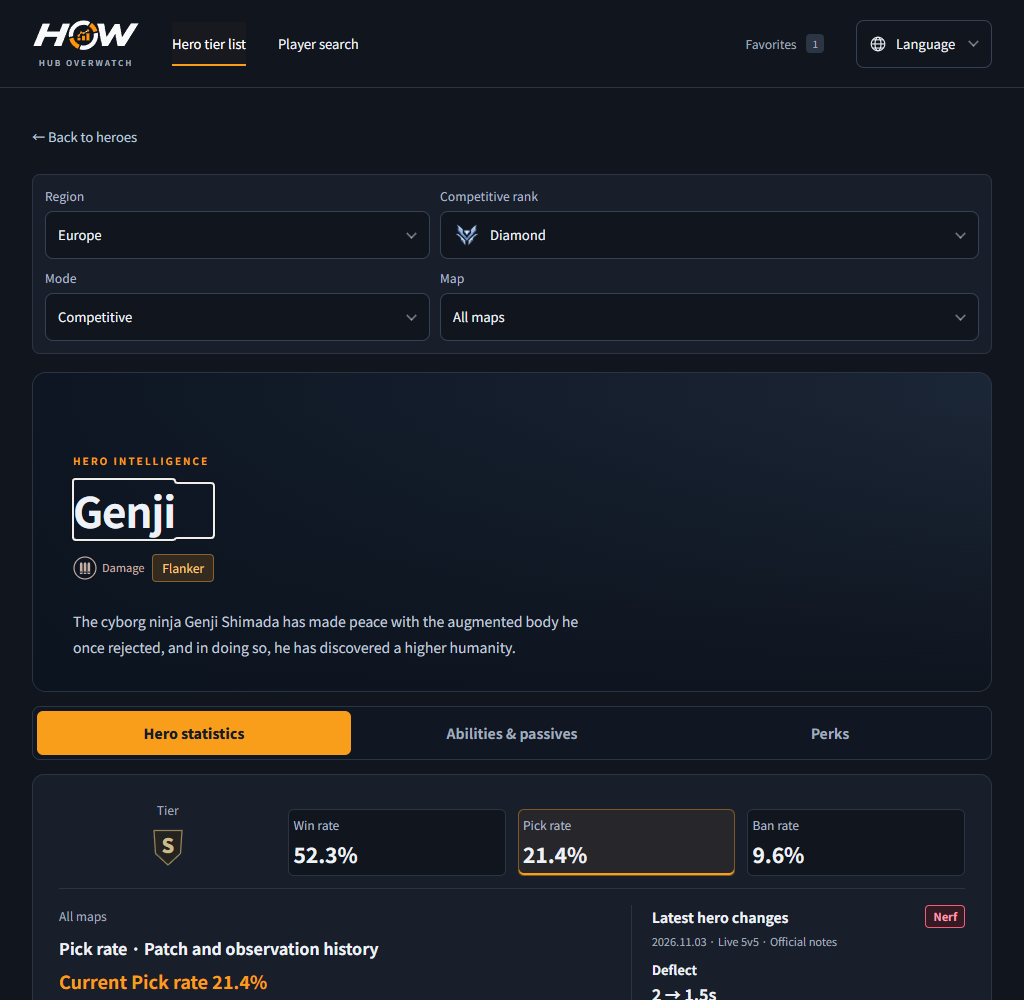 HOW
HUB OVERWATCH
Hero tier list
Player search
Favorites 1
Language
← Back to heroes
Region
Competitive rank
Europe
Diamond
Mode
Map
Competitive
All maps
HERO INTELLIGENCE
Genji
Damage
Flanker
The cyborg ninja Genji Shimada has made peace with the augmented body he
once rejected, and in doing so, he has discovered a higher humanity.
Hero statistics
Abilities & passives
Perks
Tier
S
Win rate
52.3%
Pick rate
21.4%
Ban rate
9.6%
All maps
Pick rate · Patch and observation history
Current Pick rate 21.4%
Latest hero changes
Nerf
2026.11.03 · Live 5v5 · Official notes
Deflect
2 → 1.5s